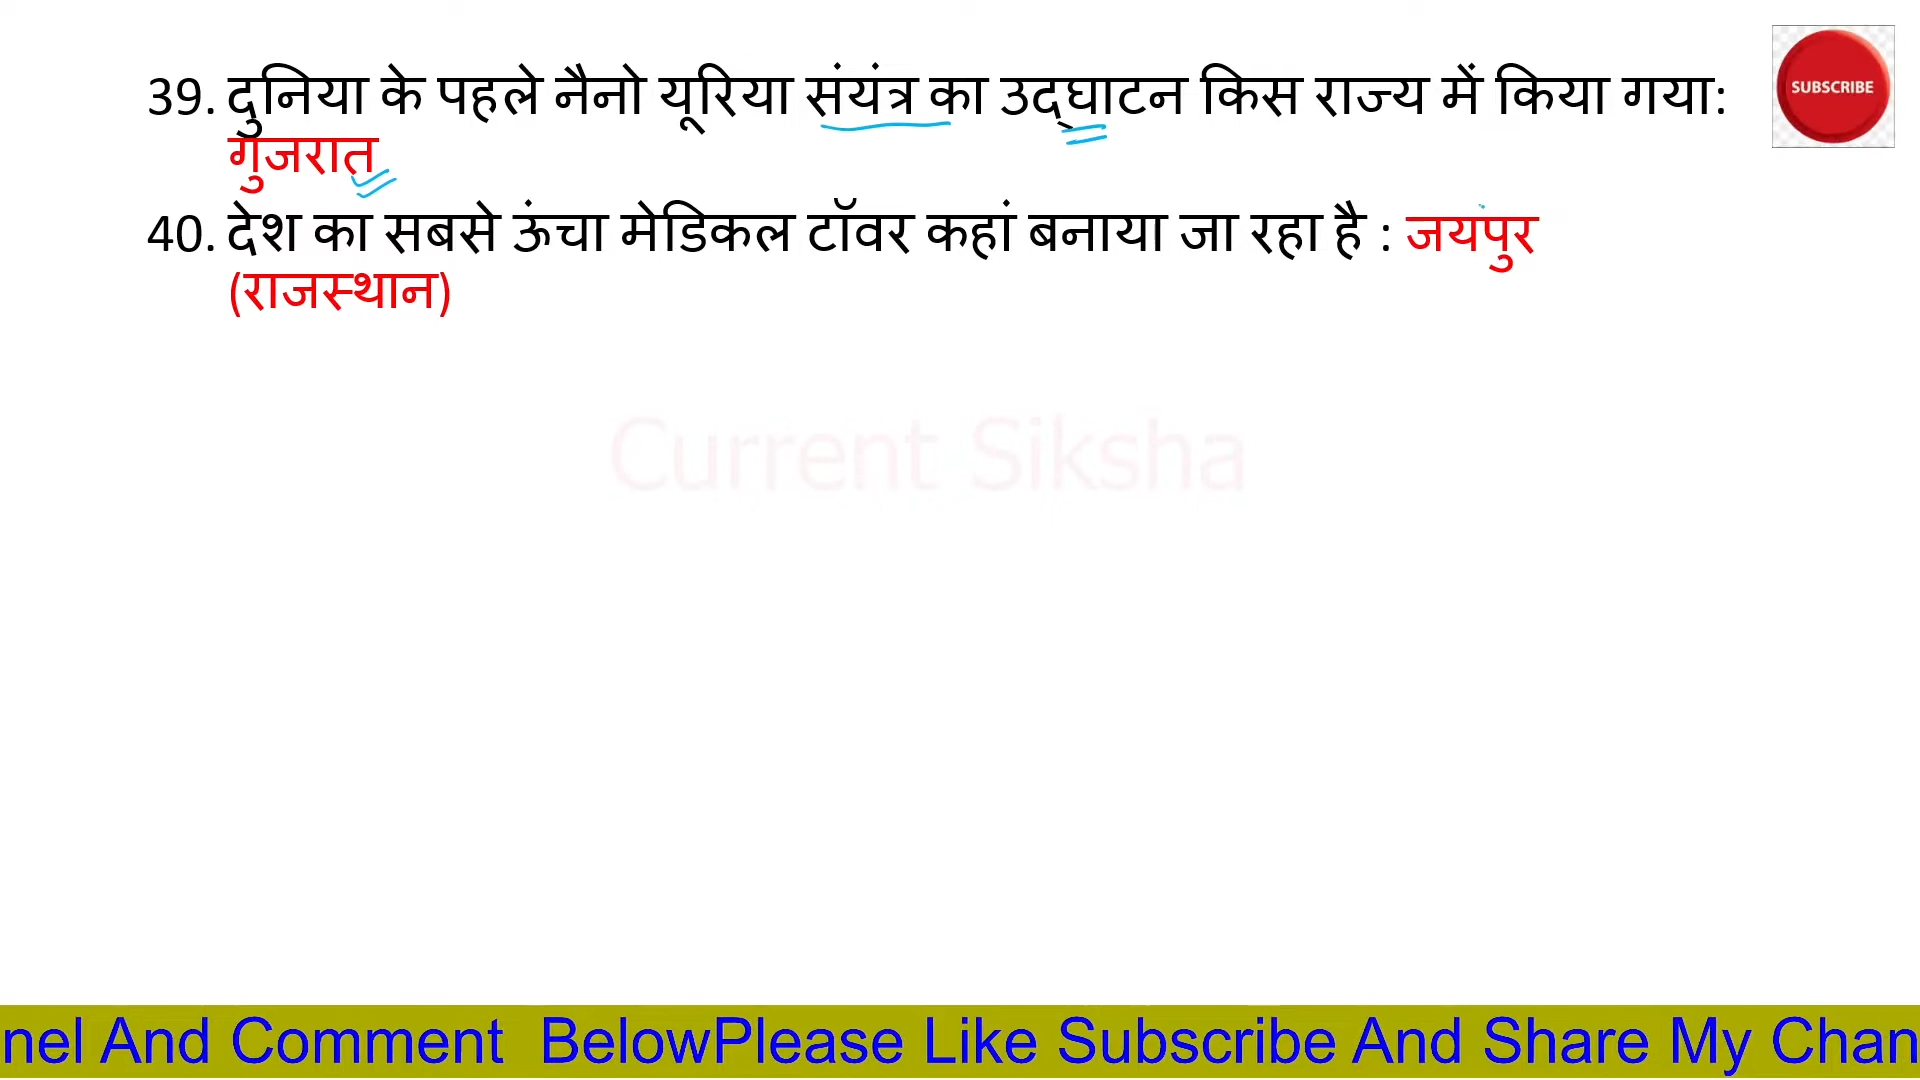 39. दुनिया के पहले नैनो यूरिया संयंत्र का उद्घाटन किस राज्य में किया गया:
गुजरात
40. देश का सबसे ऊंचा मेडिकल टॉवर कहां बनाया जा रहा है : जयपुर
(राजस्थान)
SUBSCRIBE
Current Siksha
nel And Comment  BelowPlease Like Subscribe And Share My Chan